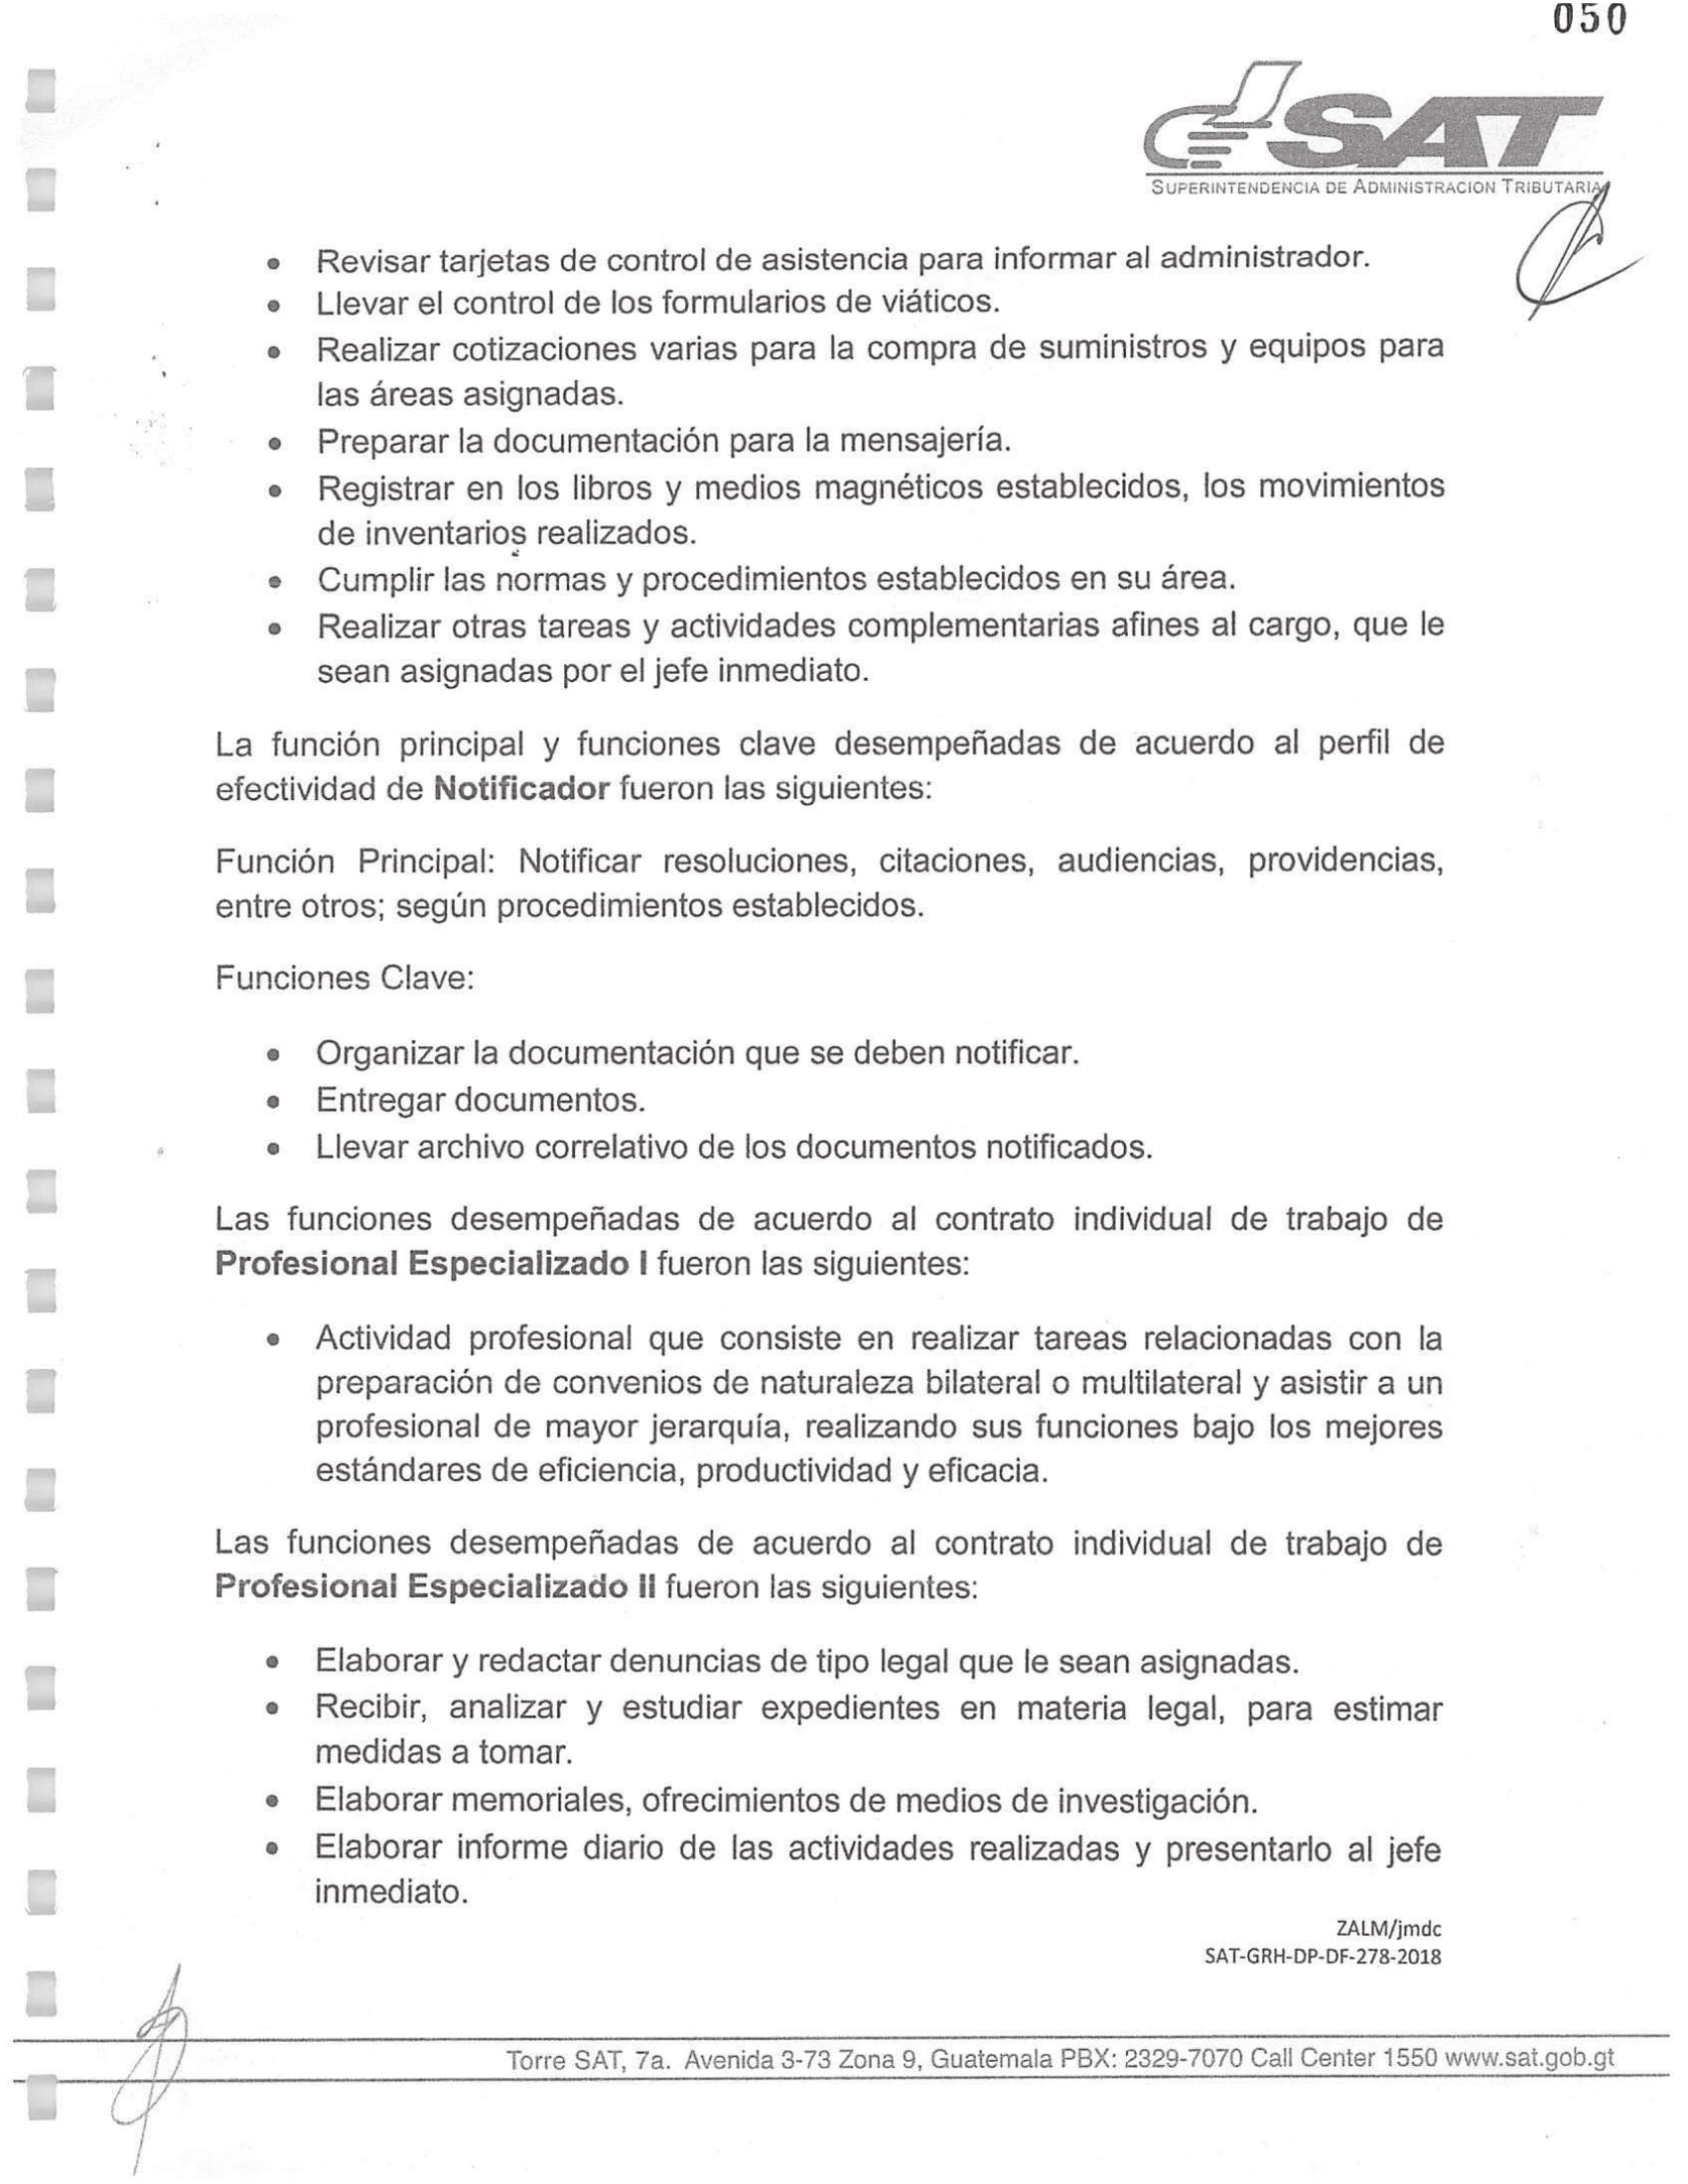 050
SAT
SUPERINTENDENCIA DE ADMINISTRACION TRIBUTARIA
• Revisar tarjetas de control de asistencia para informar al administrador.
• Llevar el control de los formularios de viáticos.
• Realizar cotizaciones varias para la compra de suministros y equipos para
las áreas asignadas.
• Preparar la documentación para la mensajería.
• Registrar en los libros y medios magnéticos establecidos, los movimientos
de inventarios realizados.
• Cumplir las normas y procedimientos establecidos en su área.
• Realizar otras tareas y actividades complementarias afines al cargo, que le
sean asignadas por el jefe inmediato.
La función principal y funciones clave desempeñadas de acuerdo al perfil de
efectividad de Notificador fueron las siguientes:
Función Principal: Notificar resoluciones, citaciones, audiencias, providencias,
entre otros; según procedimientos establecidos.
Funciones Clave:
• Organizar la documentación que se deben notificar.
• Entregar documentos.
• Llevar archivo correlativo de los documentos notificados.
Las funciones desempeñadas de acuerdo al contrato individual de trabajo de
Profesional Especializado I fueron las siguientes:
• Actividad profesional que consiste en realizar tareas relacionadas con la
preparación de convenios de naturaleza bilateral o multilateral y asistir a un
profesional de mayor jerarquía, realizando sus funciones bajo los mejores
estándares de eficiencia, productividad y eficacia.
Las funciones desempeñadas de acuerdo al contrato individual de trabajo de
Profesional Especializado II fueron las siguientes:
• Elaborar y redactar denuncias de tipo legal que le sean asignadas.
• Recibir, analizar y estudiar expedientes en materia legal, para estimar
medidas a tomar.
• Elaborar memoriales, ofrecimientos de medios de investigación.
• Elaborar informe diario de las actividades realizadas y presentarlo al jefe
inmediato.
ZALM/jmdc
SAT-GRH-DP-DF-278-2018
Torre SAT, 7a. Avenida 3-73 Zona 9, Guatemala PBX: 2329-7070 Call Center 1550 www.sat.gob.gt